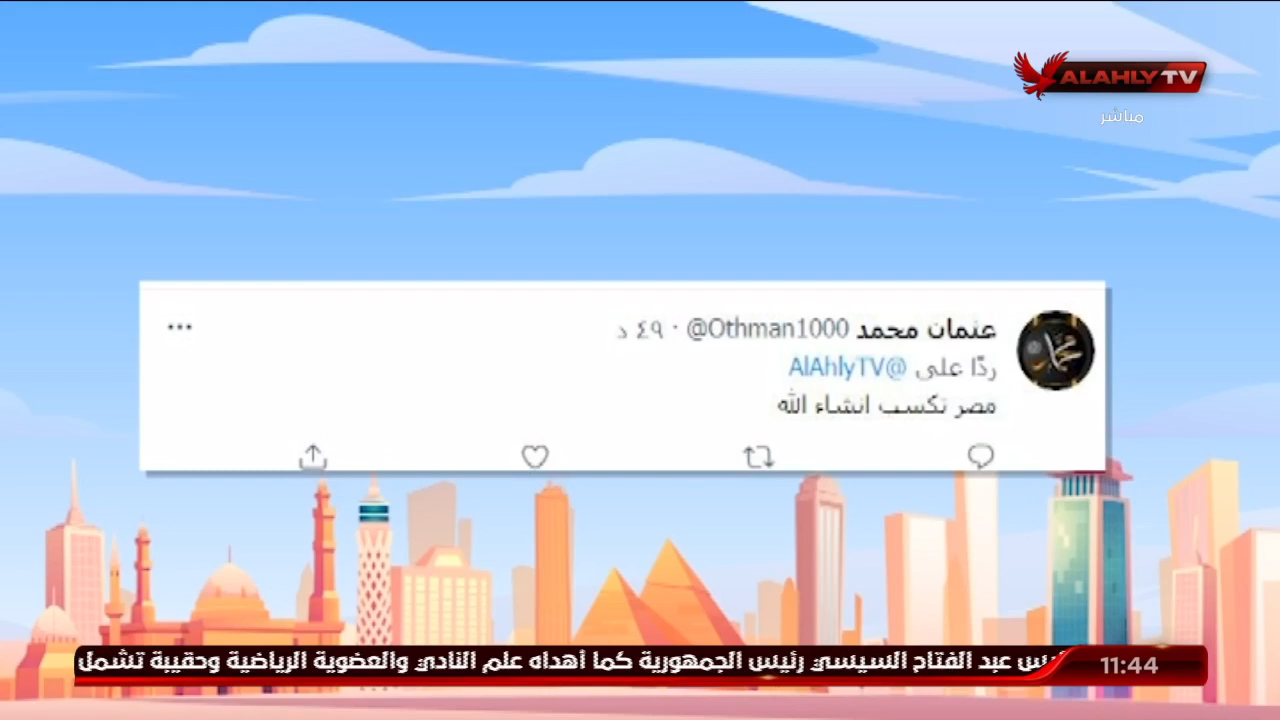 ALAHLY TV
مباشر
عثمان محمد @Othman1000 · ٤٩ د
ردًا على @AlAhlyTV
مصر تكسب انشاء الله
عبد الفتاح السيسي رئيس الجمهورية كما أهداه علم النادي والعضوية الرياضية وحقيبة تشمل
11:44